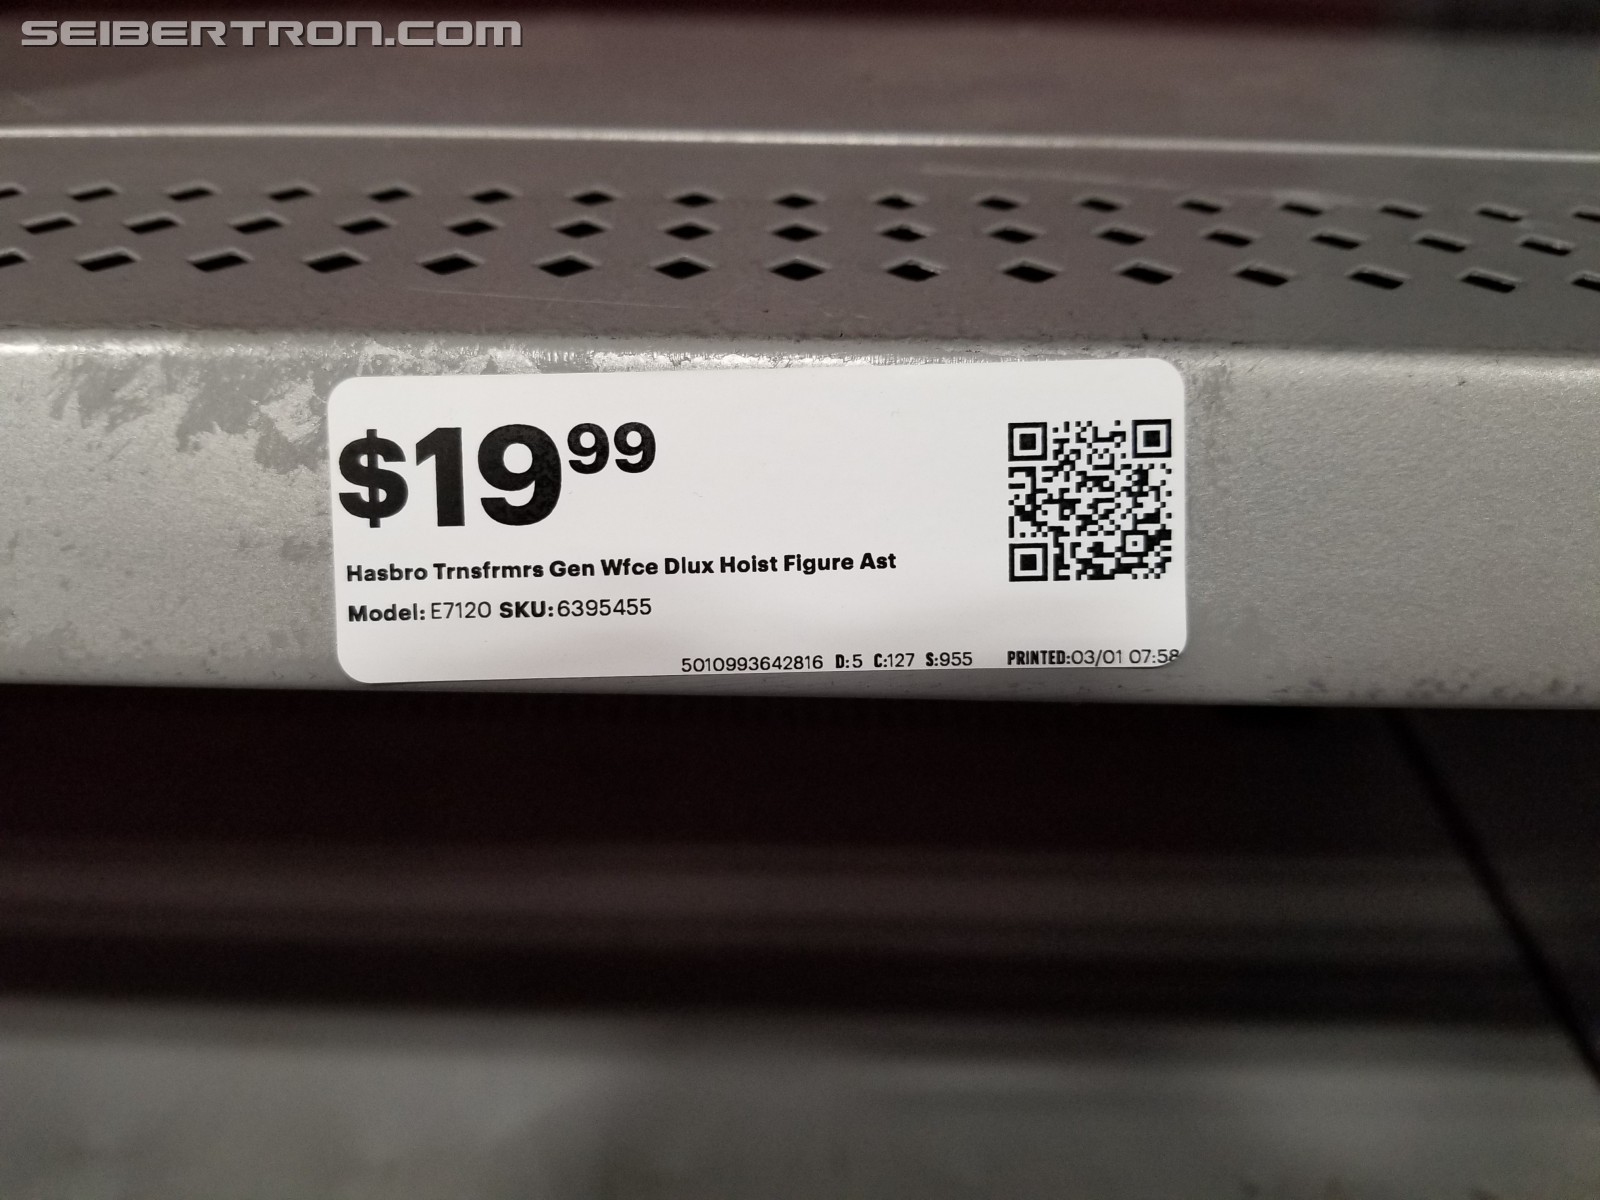 SEIBERTRON.COM
$19.99
Hasbro Trnsfrmrs Gen Wfce Dlux Hoist Figure Ast
Model: E7120 SKU:6395455
5010993642816 D:5 C:127 S:955 PRINTED:03/01 07:58